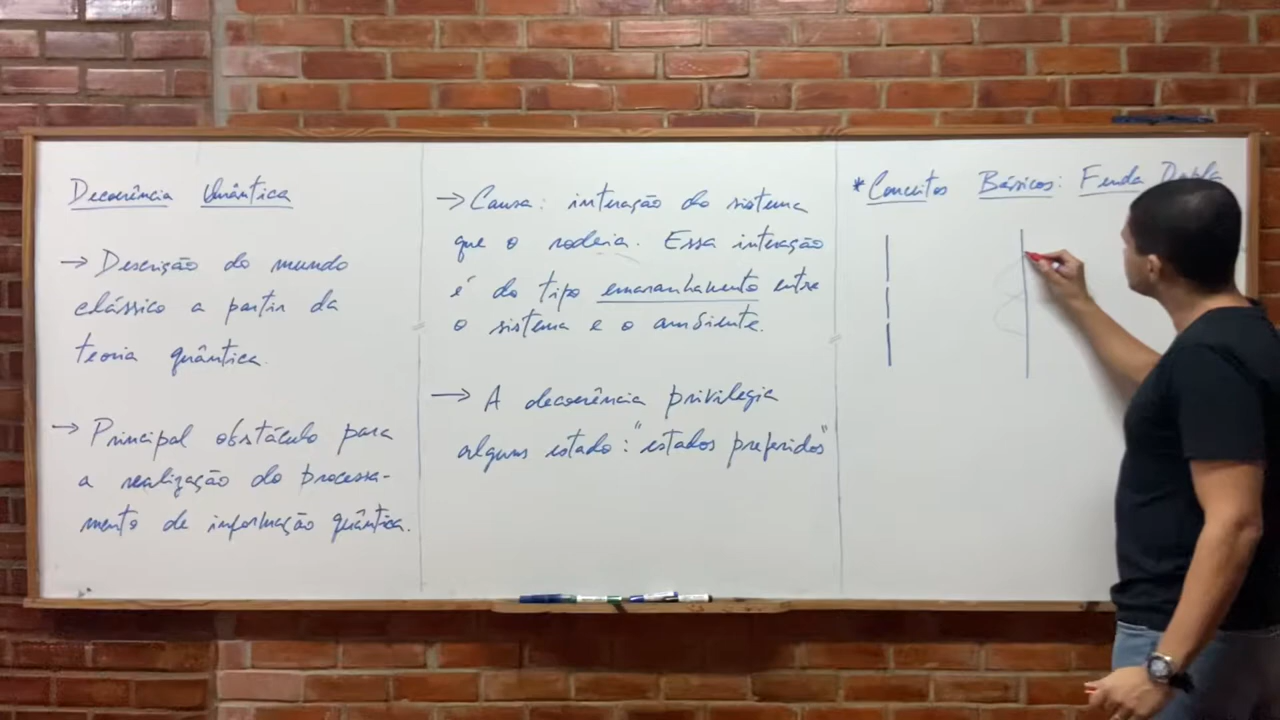 Decoerência Quântica
→ Descrição do mundo
clássico a partir da
teoria quântica.
→ Principal obstáculo para
a realização do processa-
mento de informação quântica.
→ Causa: interação do sistema
que o rodeia. Essa interação
é do tipo emaranhamento entre
o sistema e o ambiente.
→ A decoerência privilegia
alguns estado: "estados preferidos"
* Conceitos Básicos: Fenda Dupla